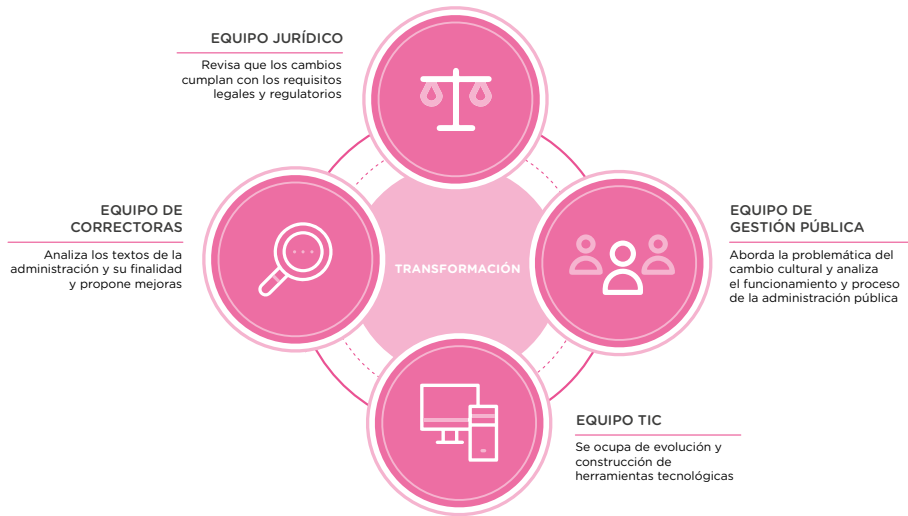 EQUIPO JURÍDICO
Revisa que los cambios
cumplan con los requisitos
legales y regulatorios
EQUIPO DE
CORRECTORAS
Analiza los textos de la
administración y su finalidad
y propone mejoras
TRANSFORMACIÓN
EQUIPO DE
GESTIÓN PÚBLICA
Aborda la problemática del
cambio cultural y analiza
el funcionamiento y proceso
de la administración pública
EQUIPO TIC
Se ocupa de evolución y
construcción de
herramientas tecnológicas